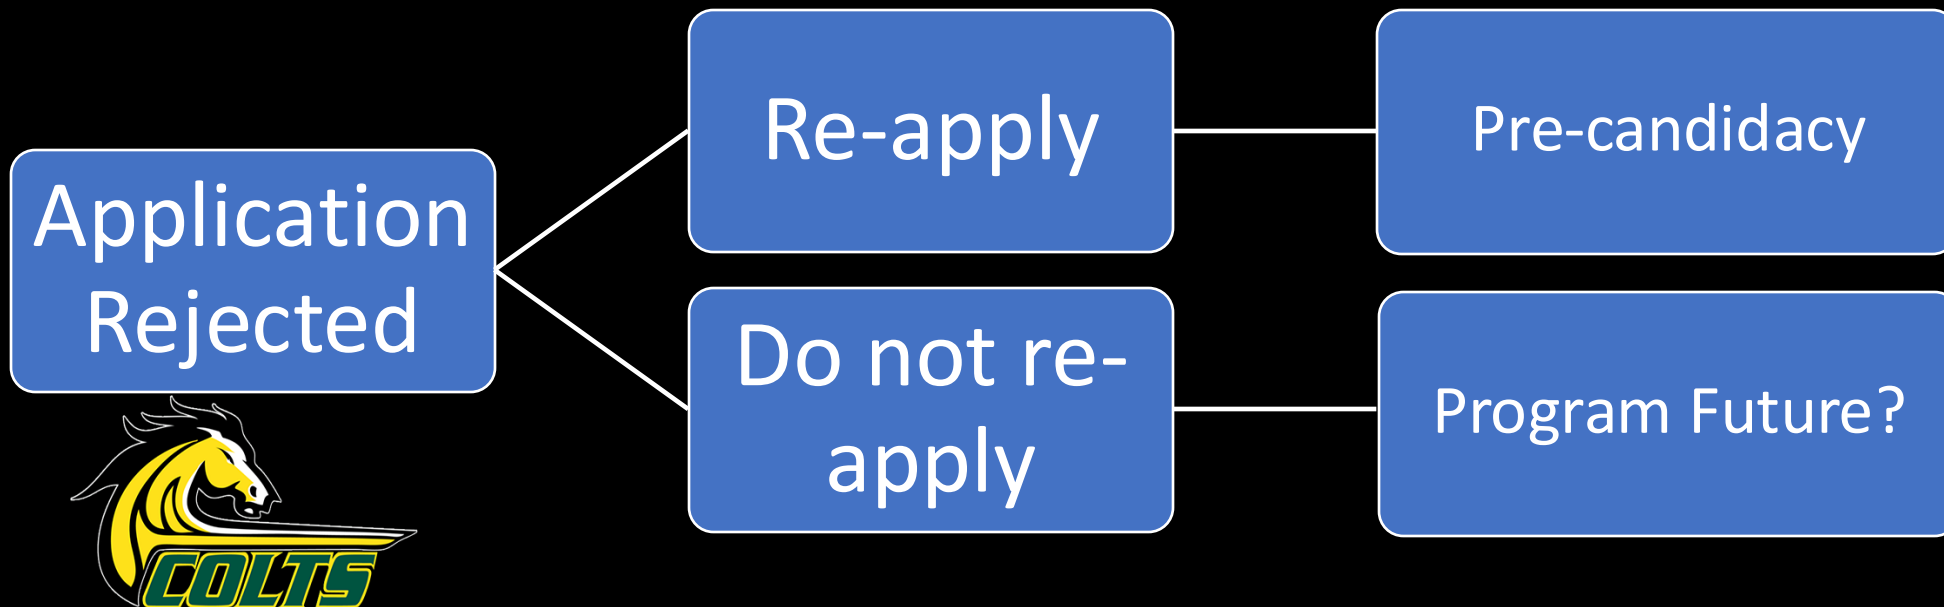 Application
Rejected
Re-apply
Pre-candidacy
Do not re-
apply
Program Future?
COLTS